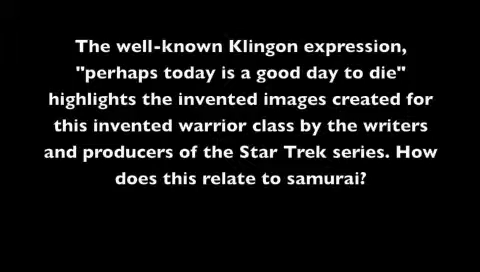 The well-known Klingon expression,
"perhaps today is a good day to die"
highlights the invented images created for
this invented warrior class by the writers
and producers of the Star Trek series. How
does this relate to samurai?